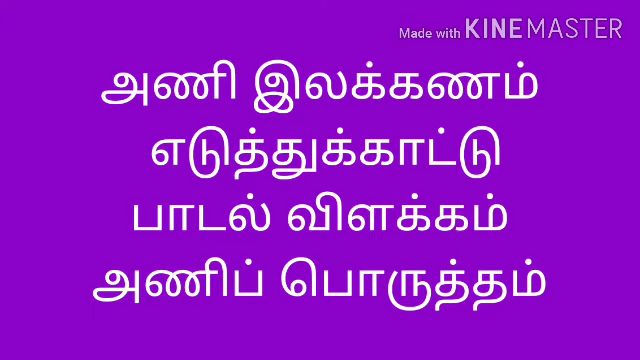 Made with KINEMASTER
அணி இலக்கணம்
எடுத்துக்காட்டு
பாடல் விளக்கம்
அணிப் பொருத்தம்